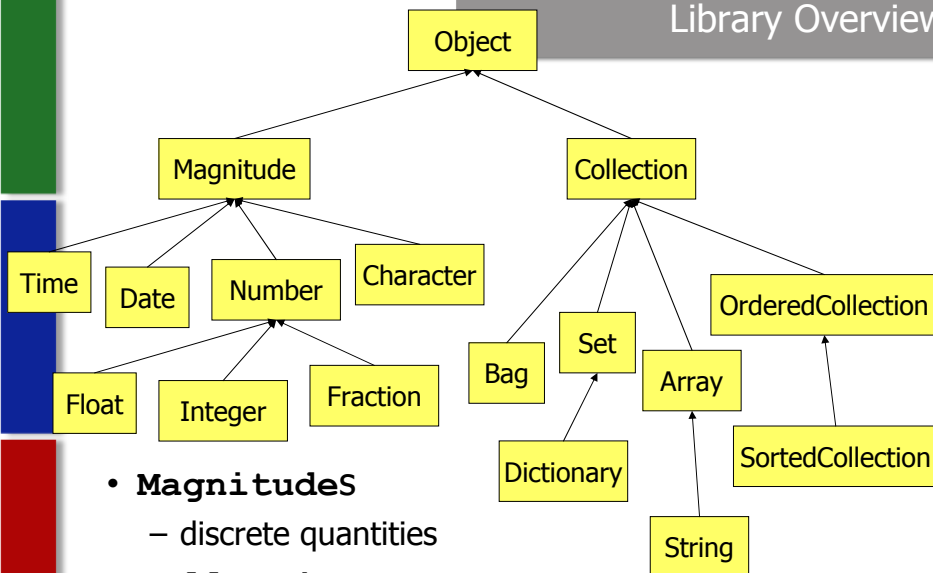 Library Overview
Object
Magnitude
Collection
Time
Date
Number
Character
Bag
Set
Array
OrderedCollection
Float
Integer
Fraction
Dictionary
SortedCollection
String
• MagnitudeS
– discrete quantities